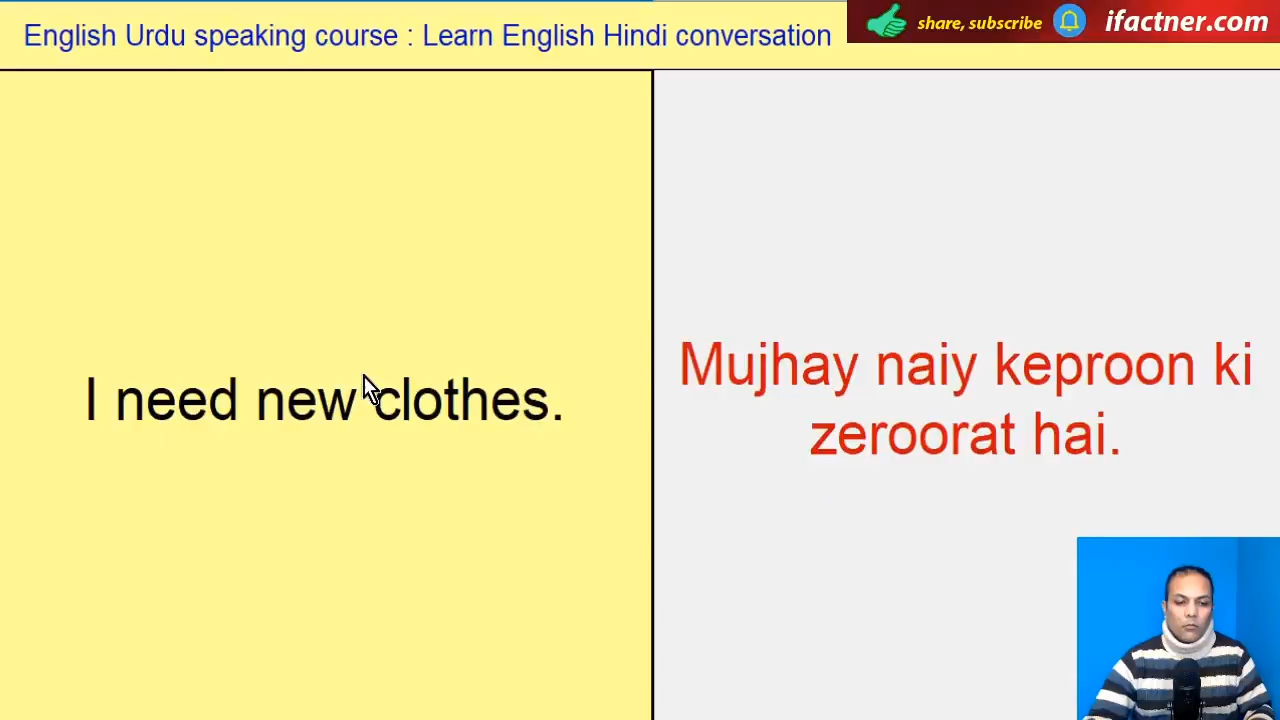 English Urdu speaking course : Learn English Hindi conversation
share, subscribe
ifactner.com
I need new clothes.
Mujhay naiy keproon ki
zeroorat hai.